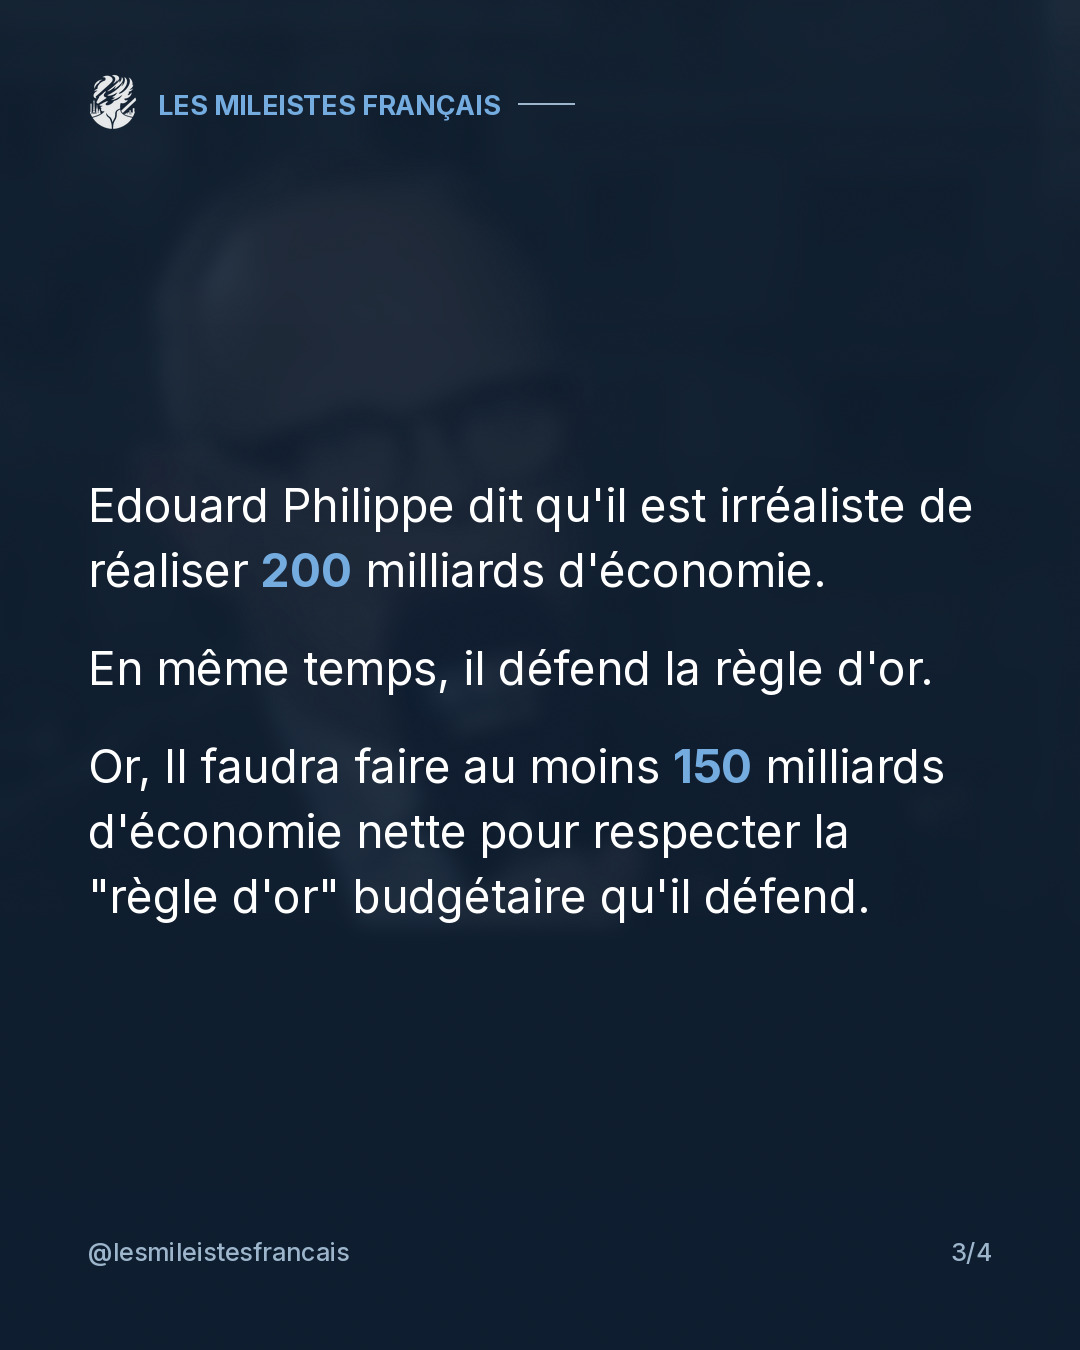 LES MILEISTES FRANÇAIS
Edouard Philippe dit qu'il est irréaliste de
réaliser 200 milliards d'économie.
En même temps, il défend la règle d'or.
Or, Il faudra faire au moins 150 milliards
d'économie nette pour respecter la
"règle d'or" budgétaire qu'il défend.
@lesmileistesfrancais
3/4